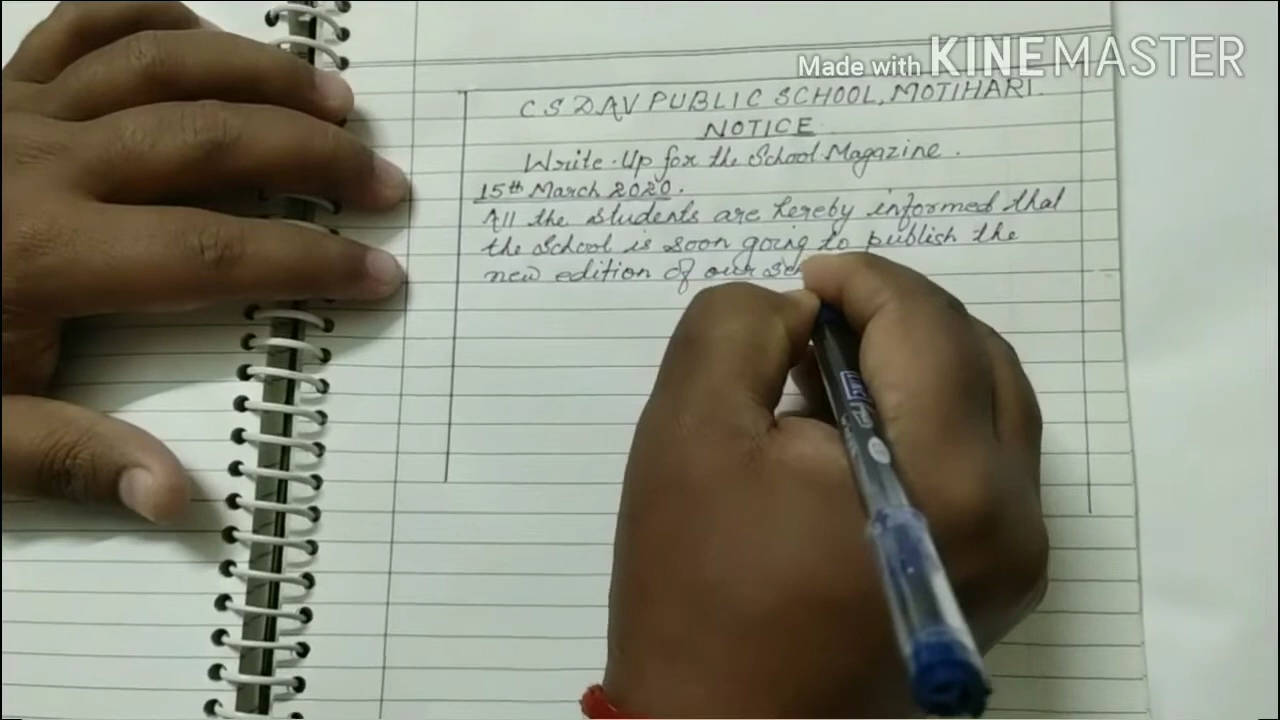 Made with KINEMASTER
C S DAV PUBLIC SCHOOL, MOTIHARI.
NOTICE
Write-Up for the School Magazine.
15th March 2020.
All the students are hereby informed that
the School is soon going to publish the
new edition of our sch